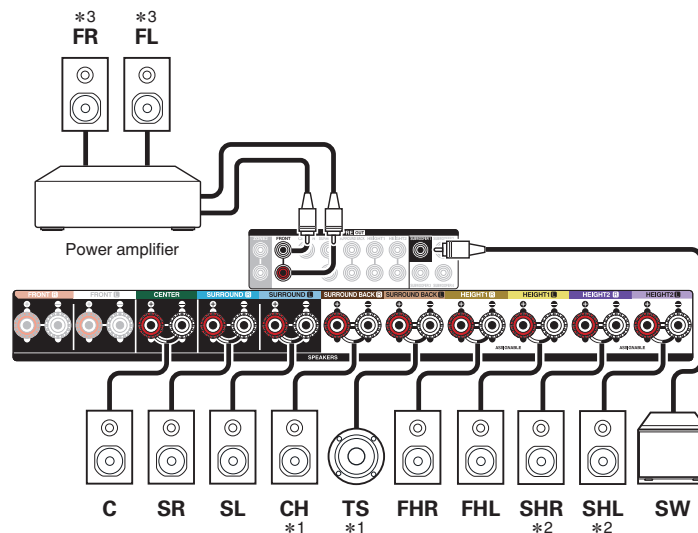 *3 *3
FR FL
Power amplifier
PRE OUT
FRONT
FRONT R FRONT L CENTER SURROUND R SURROUND L SURROUND BACK R SURROUND BACK L HEIGHT1 R HEIGHT1 L HEIGHT2 R HEIGHT2 L
ASSIGNABLE ASSIGNABLE
SPEAKERS
C SR SL CH TS FHR FHL SHR SHL SW
*1 *1 *2 *2